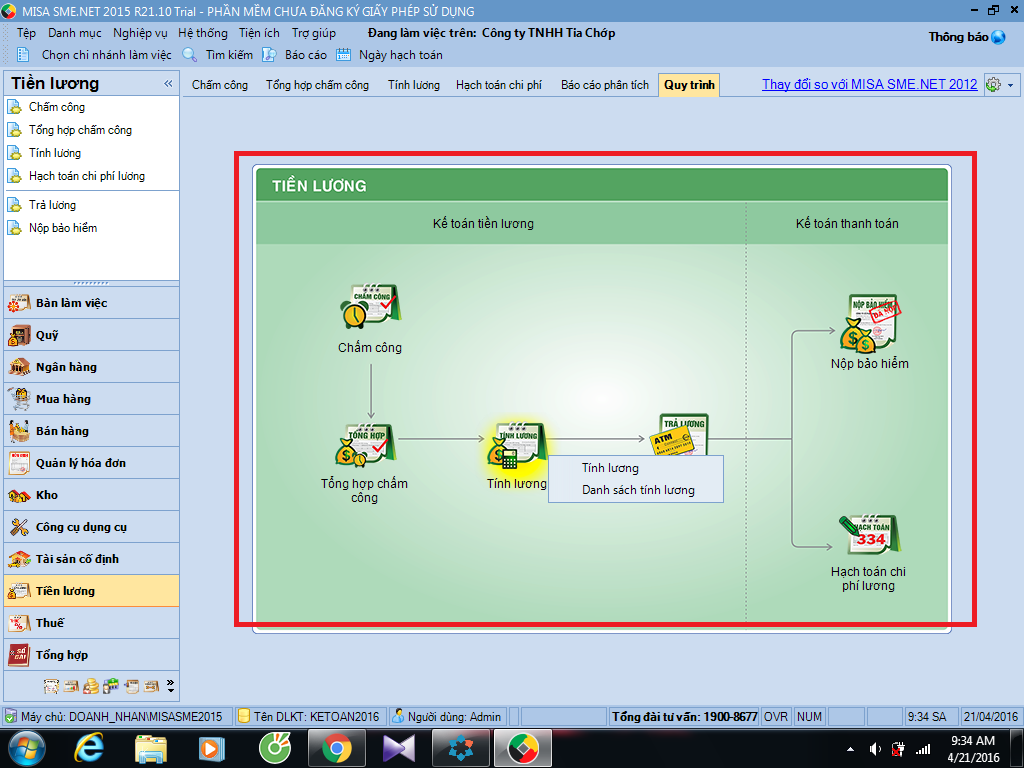 MISA SME.NET 2015 R21.10 Trial - PHẦN MỀM CHƯA ĐĂNG KÝ GIẤY PHÉP SỬ DỤNG
Tệp Danh mục Nghiệp vụ Hệ thống Tiện ích Trợ giúp Đang làm việc trên: Công ty TNHH Tia Chớp
Thông báo
Chọn chi nhánh làm việc Tìm kiếm Báo cáo Ngày hạch toán
Tiền lương
Chấm công Tổng hợp chấm công Tính lương Hạch toán chi phí Báo cáo phân tích Quy trình Thay đổi so với MISA SME.NET 2012
Chấm công
Tổng hợp chấm công
Tính lương
Hạch toán chi phí lương
Trả lương
Nộp bảo hiểm
Bàn làm việc
Quỹ
Ngân hàng
Mua hàng
Bán hàng
Quản lý hóa đơn
Kho
Công cụ dụng cụ
Tài sản cố định
Tiền lương
Thuế
Tổng hợp
TIỀN LƯƠNG
Kế toán tiền lương Kế toán thanh toán
CHẤM CÔNG
Chấm công
NỘP BẢO HIỂM
Nộp bảo hiểm
TỔNG HỢP
Tổng hợp chấm
công
TÍNH LƯƠNG
Tính lương
TRẢ LƯƠNG
ATM
Tính lương
Danh sách tính lương
HẠCH TOÁN
334
Hạch toán chi
phí lương
Máy chủ: DOANH_NHAN\MISASME2015 Tên DLKT: KETOAN2016 Người dùng: Admin Tổng đài tư vấn: 1900-8677 OVR NUM 9:34 SA 21/04/2016
9:34 AM
4/21/2016